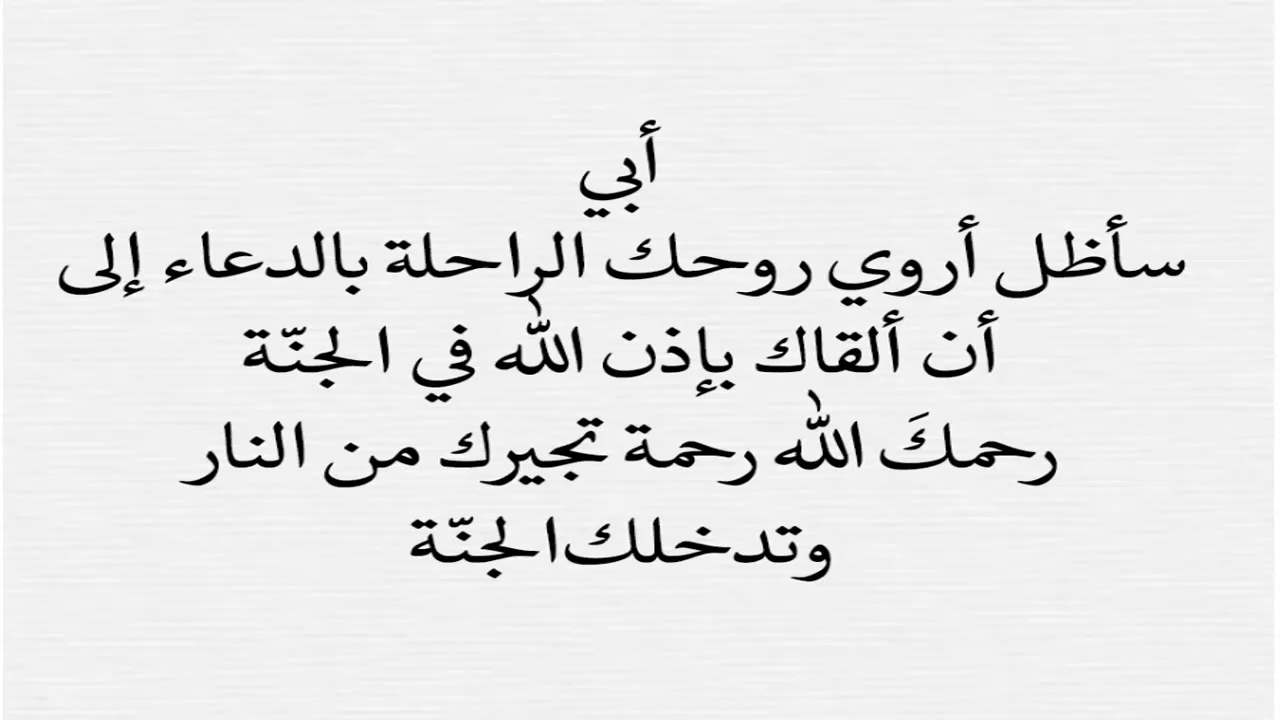 أبي
سأظل أروي روحك الراحلة بالدعاء إلى
أن ألقاك بإذن الله في الجنّة
رحمكَ الله رحمة تجيرك من النار
وتدخلك الجنّة